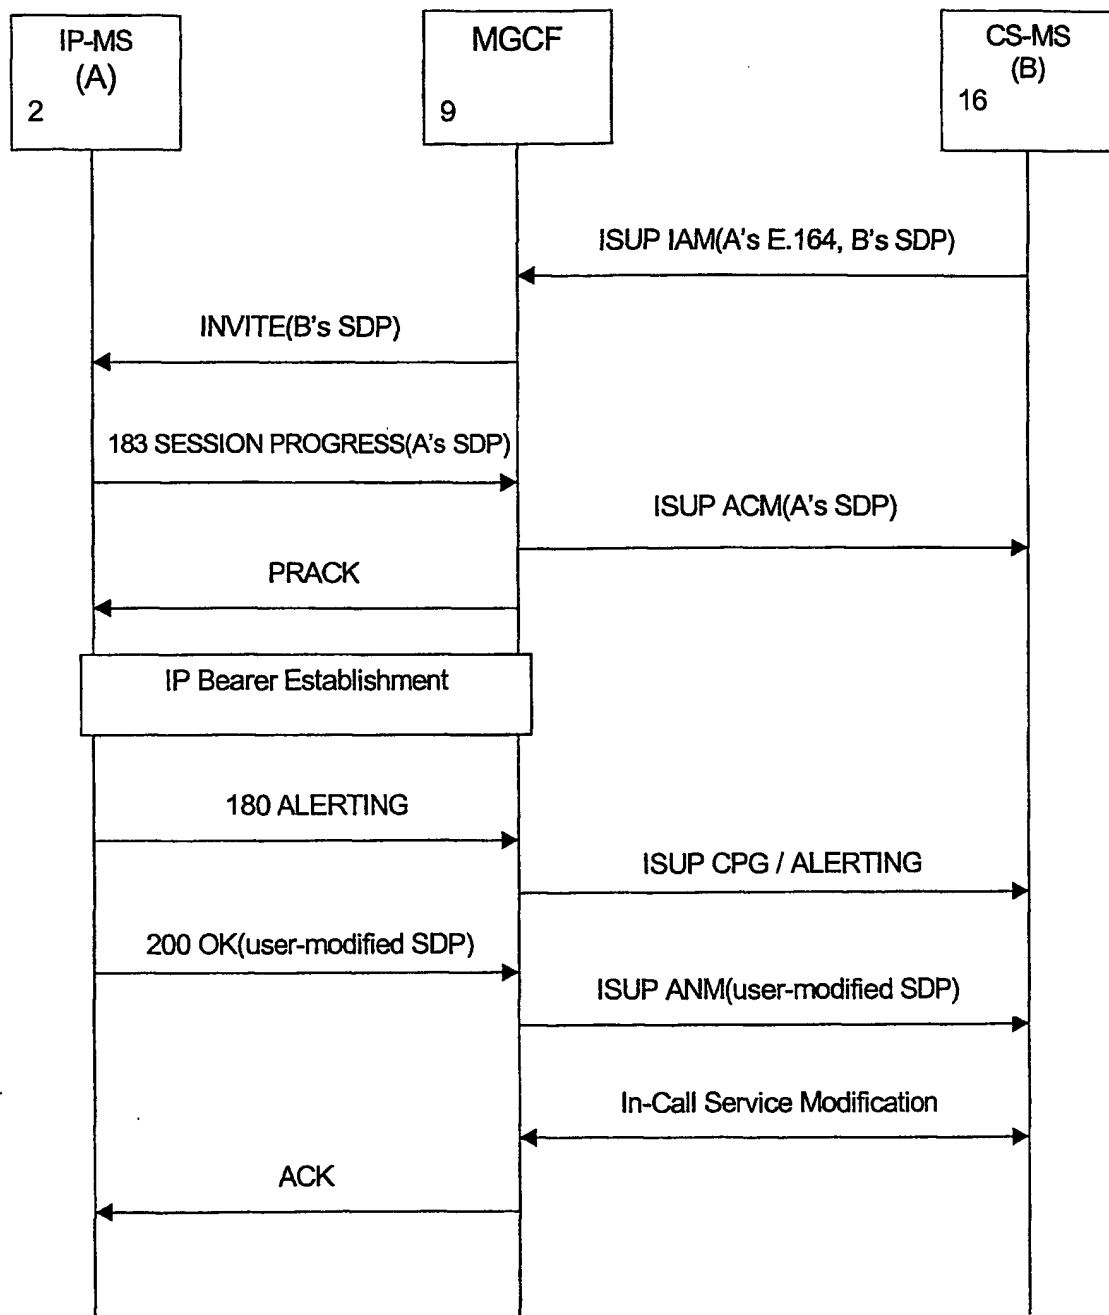 IP-MS
(A)
2
MGCF
9
CS-MS
(B)
16
ISUP IAM(A's E.164, B's SDP)
INVITE(B's SDP)
183 SESSION PROGRESS(A's SDP)
ISUP ACM(A's SDP)
PRACK
IP Bearer Establishment
180 ALERTING
ISUP CPG / ALERTING
200 OK(user-modified SDP)
ISUP ANM(user-modified SDP)
In-Call Service Modification
ACK